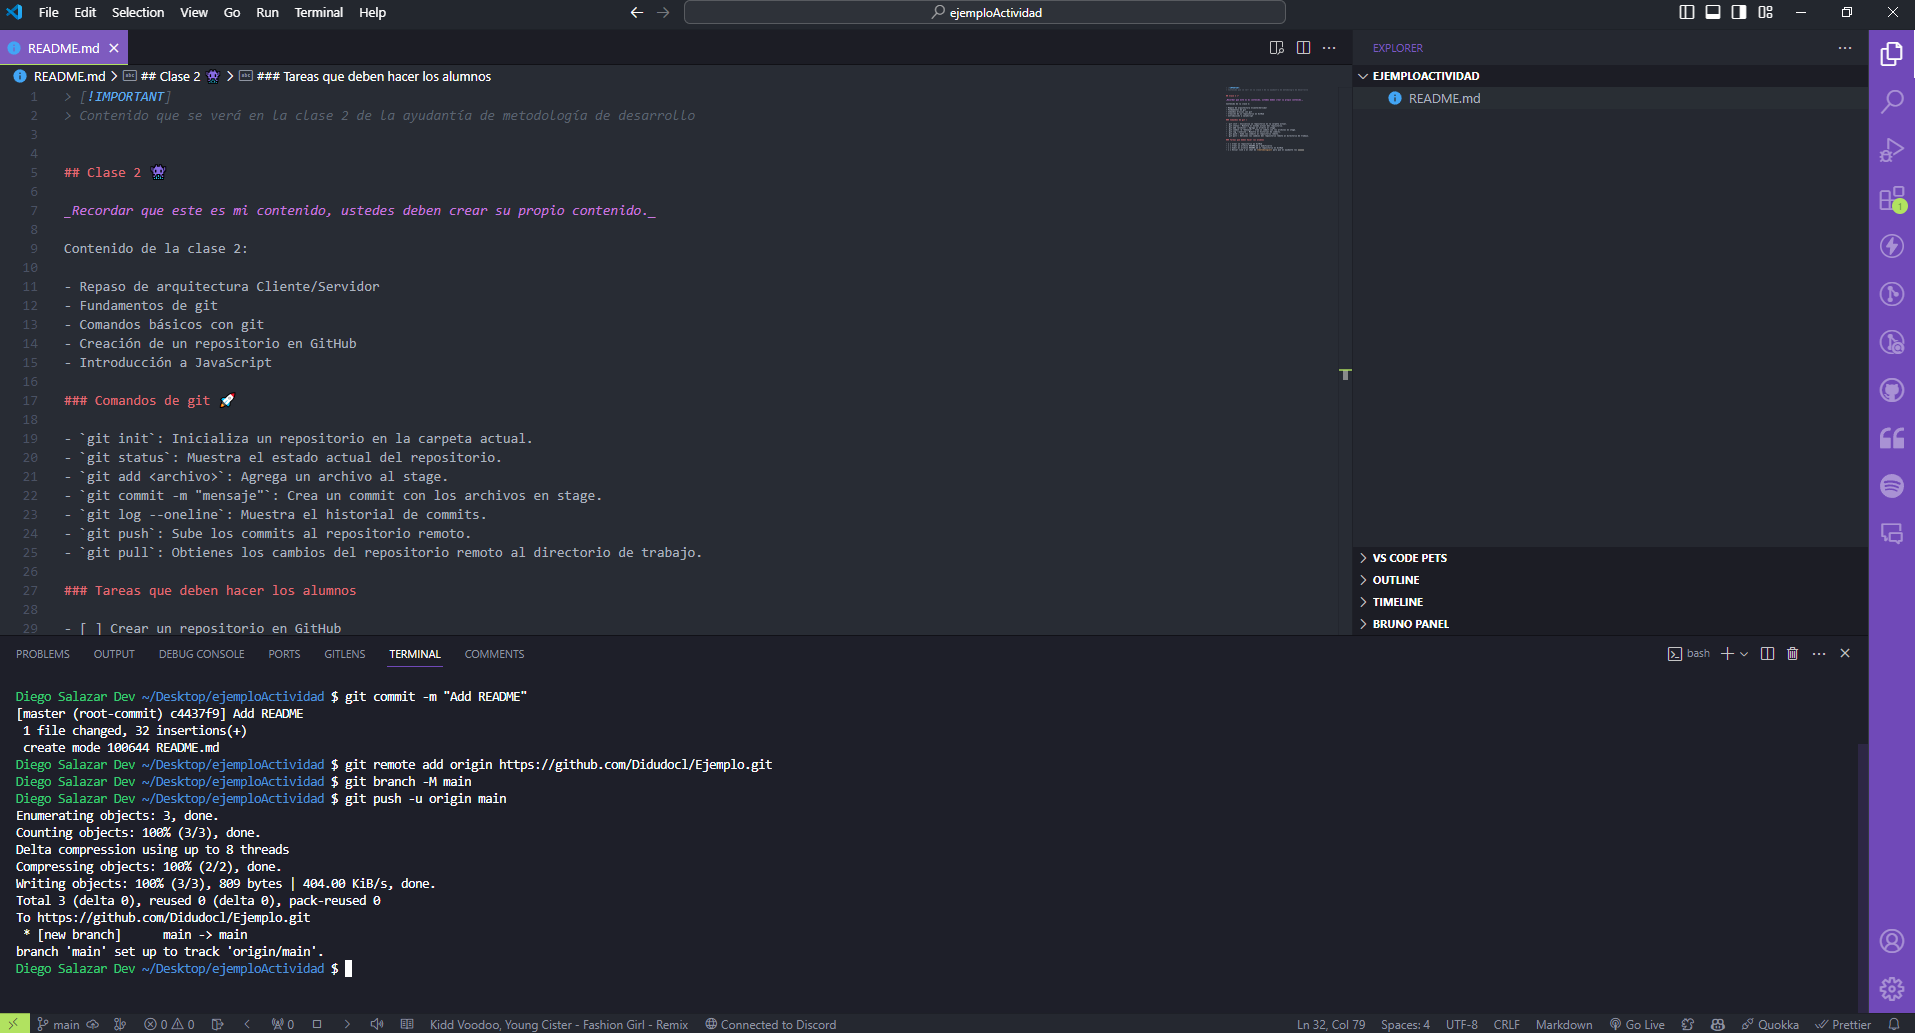 File Edit Selection View Go Run Terminal Help
ejemploActividad
README.md
EXPLORER
README.md > ## Clase 2 👾 > ### Tareas que deben hacer los alumnos
EJEMPLOACTIVIDAD
README.md
1 > [!IMPORTANT]
2 > Contenido que se verá en la clase 2 de la ayudantía de metodología de desarrollo
3
4
5 ## Clase 2 👾
6
7 _Recordar que este es mi contenido, ustedes deben crear su propio contenido._
8
9 Contenido de la clase 2:
10
11 - Repaso de arquitectura Cliente/Servidor
12 - Fundamentos de git
13 - Comandos básicos con git
14 - Creación de un repositorio en GitHub
15 - Introducción a JavaScript
16
17 ### Comandos de git 🚀
18
19 - `git init`: Inicializa un repositorio en la carpeta actual.
20 - `git status`: Muestra el estado actual del repositorio.
21 - `git add <archivo>`: Agrega un archivo al stage.
22 - `git commit -m "mensaje"`: Crea un commit con los archivos en stage.
23 - `git log --oneline`: Muestra el historial de commits.
24 - `git push`: Sube los commits al repositorio remoto.
25 - `git pull`: Obtienes los cambios del repositorio remoto al directorio de trabajo.
26
27 ### Tareas que deben hacer los alumnos
28
29 - [ ] Crear un repositorio en GitHub
VS CODE PETS
OUTLINE
TIMELINE
BRUNO PANEL
1
PROBLEMS OUTPUT DEBUG CONSOLE PORTS GITLENS TERMINAL COMMENTS
bash
Diego Salazar Dev ~/Desktop/ejemploActividad $ git commit -m "Add README"
[master (root-commit) c4437f9] Add README
1 file changed, 32 insertions(+)
create mode 100644 README.md
Diego Salazar Dev ~/Desktop/ejemploActividad $ git remote add origin https://github.com/Didudocl/Ejemplo.git
Diego Salazar Dev ~/Desktop/ejemploActividad $ git branch -M main
Diego Salazar Dev ~/Desktop/ejemploActividad $ git push -u origin main
Enumerating objects: 3, done.
Counting objects: 100% (3/3), done.
Delta compression using up to 8 threads
Compressing objects: 100% (2/2), done.
Writing objects: 100% (3/3), 809 bytes | 404.00 KiB/s, done.
Total 3 (delta 0), reused 0 (delta 0), pack-reused 0
To https://github.com/Didudocl/Ejemplo.git
* [new branch] main -> main
branch 'main' set up to track 'origin/main'.
Diego Salazar Dev ~/Desktop/ejemploActividad $
main 0 0 0 Kidd Voodoo, Young Cister - Fashion Girl - Remix Connected to Discord Ln 32, Col 79 Spaces: 4 UTF-8 CRLF Markdown Go Live Quokka Prettier